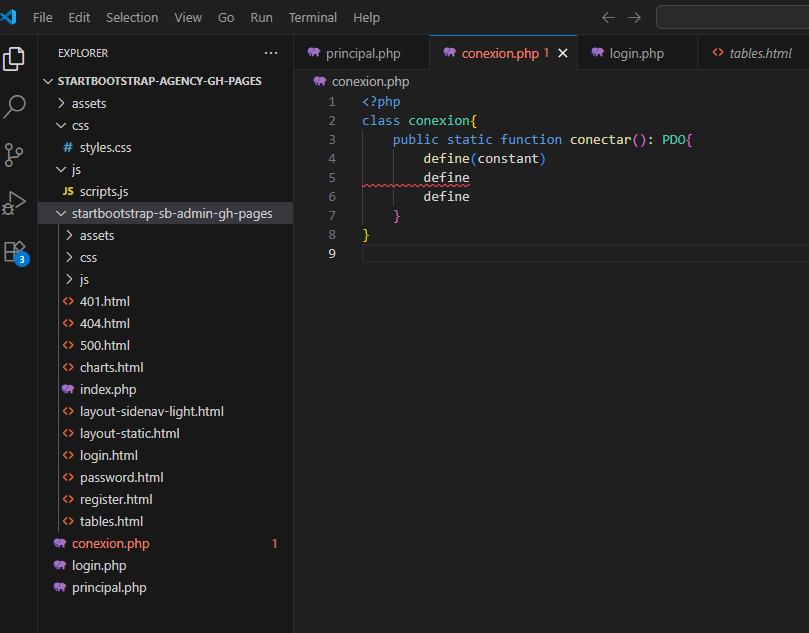 File Edit Selection View Go Run Terminal Help
EXPLORER ...
principal.php conexion.php 1 login.php tables.html
STARTBOOTSTRAP-AGENCY-GH-PAGES
assets
css
# styles.css
js
JS scripts.js
startbootstrap-sb-admin-gh-pages
assets
css
js
401.html
404.html
500.html
charts.html
index.php
layout-sidenav-light.html
layout-static.html
login.html
password.html
register.html
tables.html
conexion.php 1
login.php
principal.php
3
conexion.php
1 <?php
2 class conexion{
3 public static function conectar(): PDO{
4 define(constant)
5 define
6 define
7 }
8 }
9